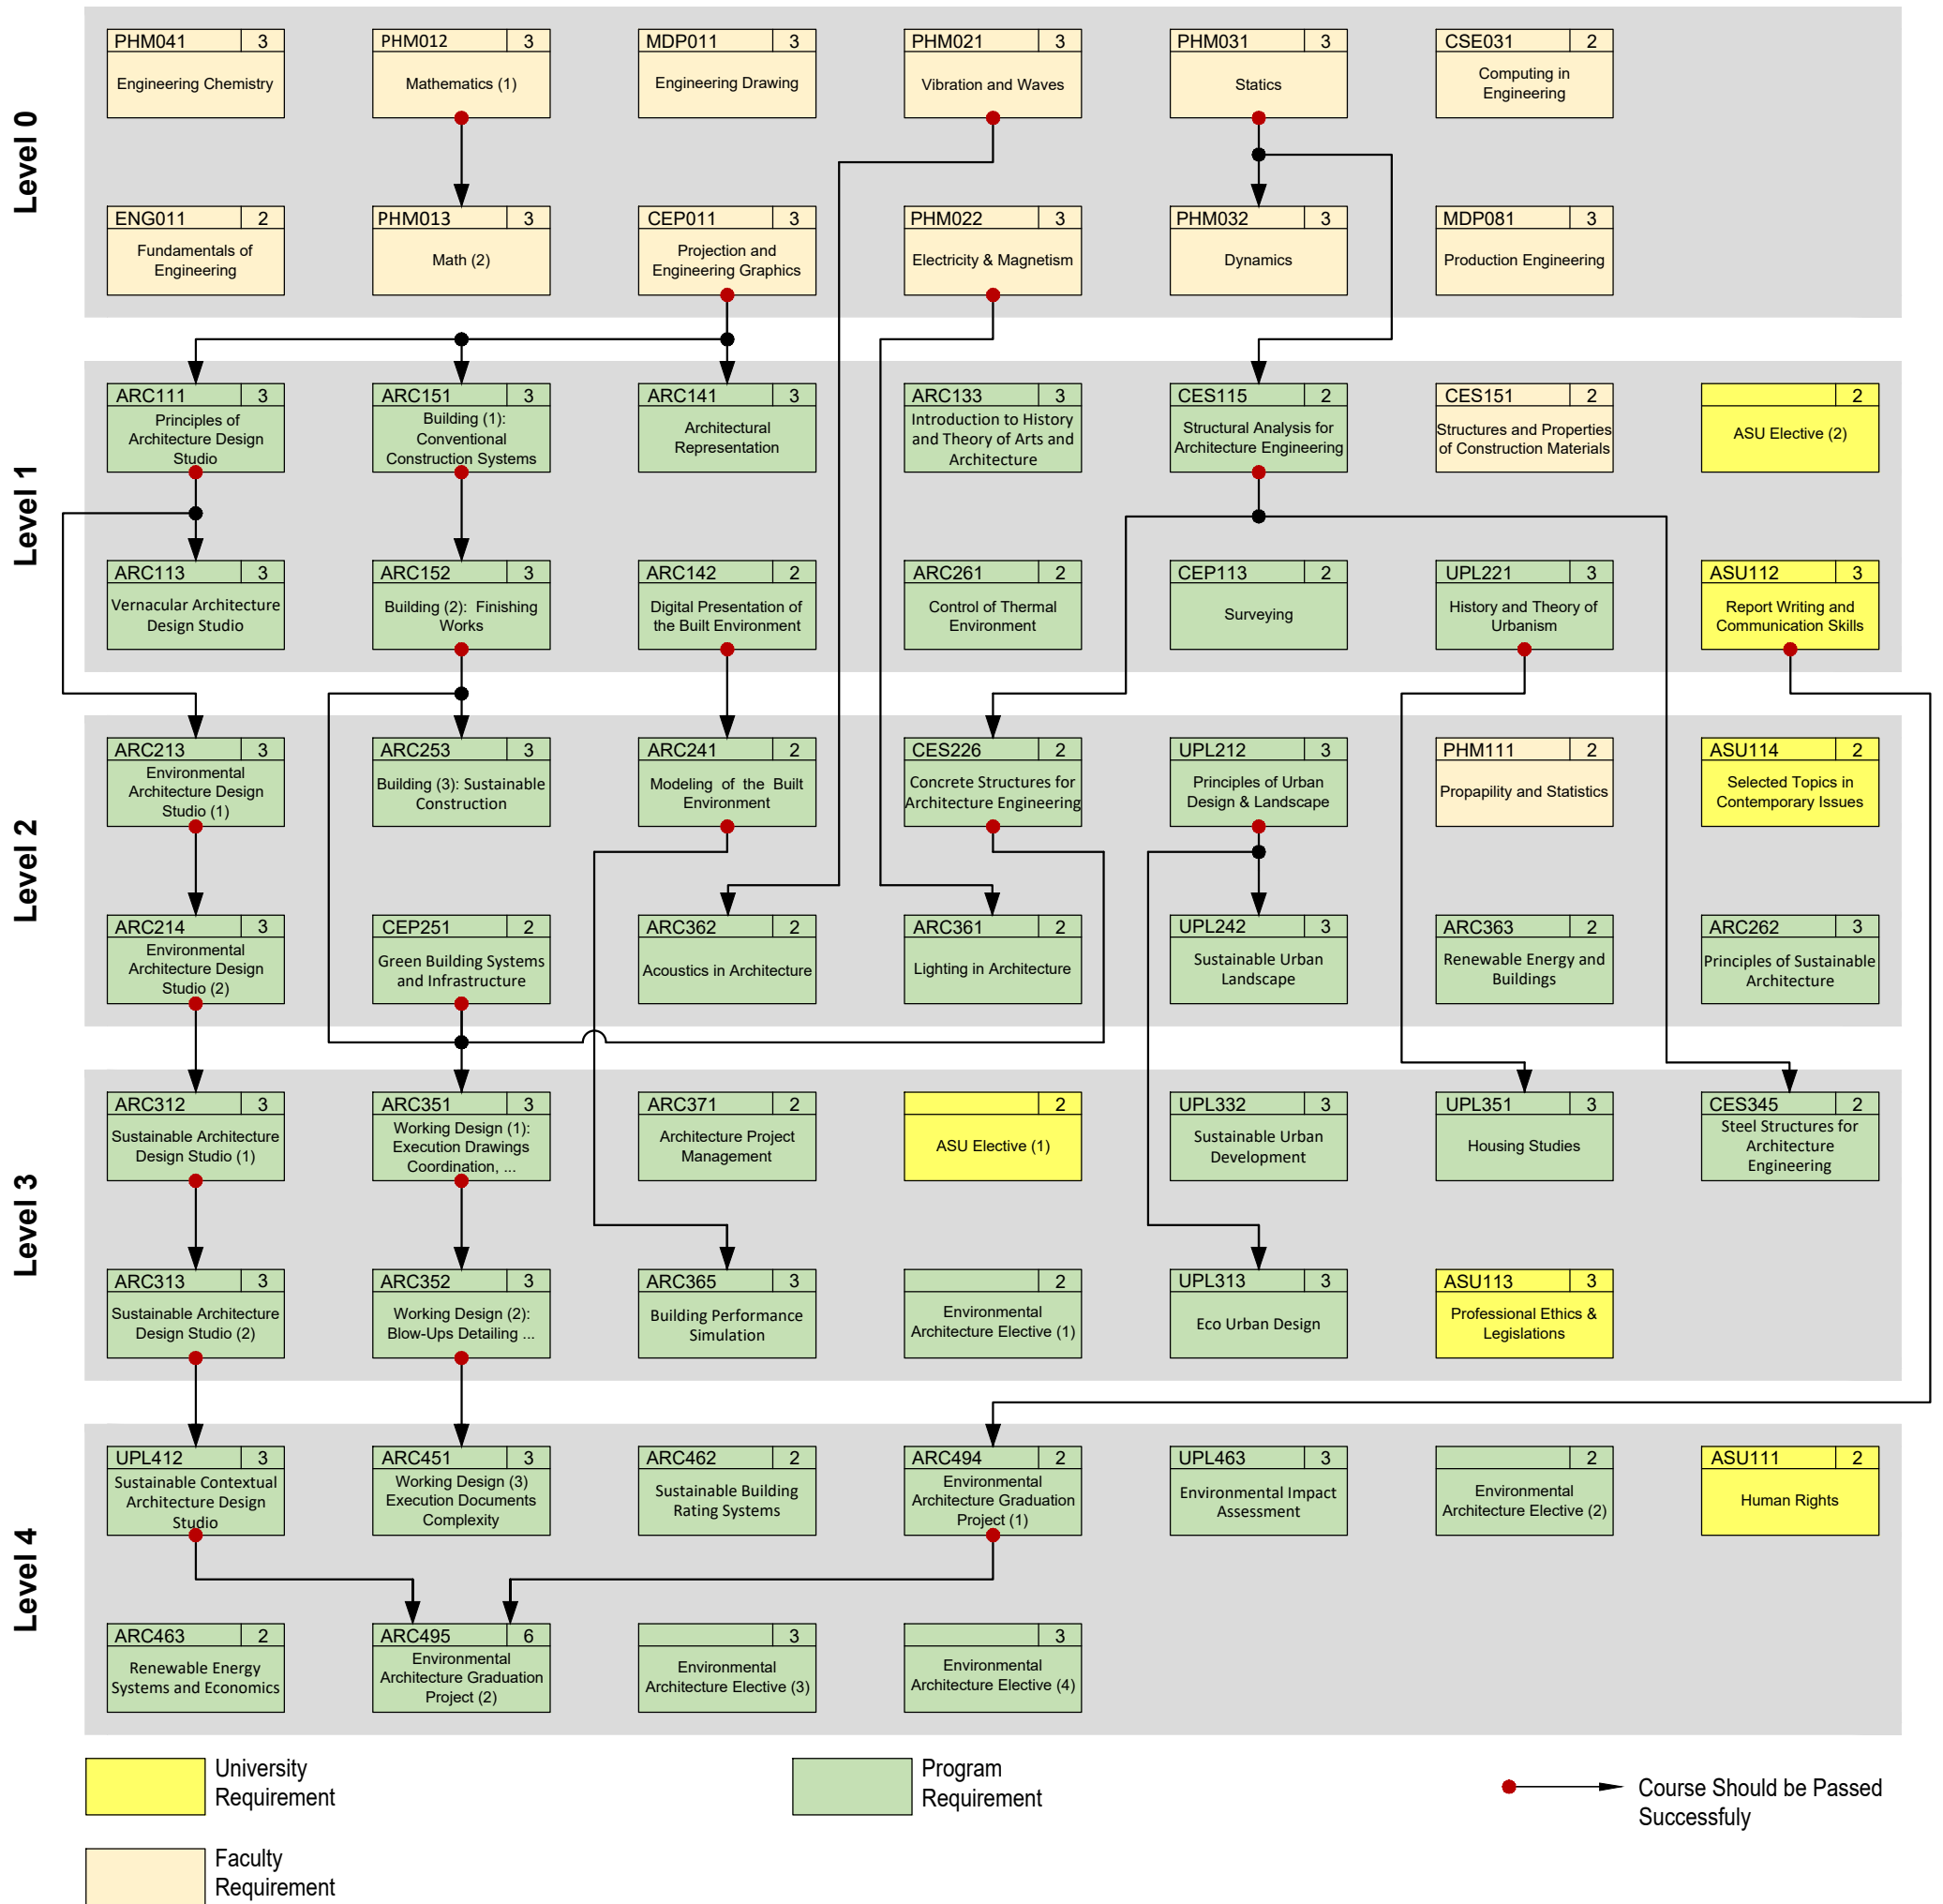 Level 0
PHM041 3
Engineering Chemistry
PHM012 3
Mathematics (1)
MDP011 3
Engineering Drawing
PHM021 3
Vibration and Waves
PHM031 3
Statics
CSE031 2
Computing in
Engineering
ENG011 2
Fundamentals of
Engineering
PHM013 3
Math (2)
CEP011 3
Projection and
Engineering Graphics
PHM022 3
Electricity & Magnetism
PHM032 3
Dynamics
MDP081 3
Production Engineering
Level 1
ARC111 3
Principles of
Architecture Design
Studio
ARC151 3
Building (1):
Conventional
Construction Systems
ARC141 3
Architectural
Representation
ARC133 3
Introduction to History
and Theory of Arts and
Architecture
CES115 2
Structural Analysis for
Architecture Engineering
CES151 2
Structures and Properties
of Construction Materials
2
ASU Elective (2)
ARC113 3
Vernacular Architecture
Design Studio
ARC152 3
Building (2): Finishing
Works
ARC142 2
Digital Presentation of
the Built Environment
ARC261 2
Control of Thermal
Environment
CEP113 2
Surveying
UPL221 3
History and Theory of
Urbanism
ASU112 3
Report Writing and
Communication Skills
Level 2
ARC213 3
Environmental
Architecture Design
Studio (1)
ARC253 3
Building (3): Sustainable
Construction
ARC241 2
Modeling of the Built
Environment
CES226 2
Concrete Structures for
Architecture Engineering
UPL212 3
Principles of Urban
Design & Landscape
PHM111 2
Propapility and Statistics
ASU114 2
Selected Topics in
Contemporary Issues
ARC214 3
Environmental
Architecture Design
Studio (2)
CEP251 2
Green Building Systems
and Infrastructure
ARC362 2
Acoustics in Architecture
ARC361 2
Lighting in Architecture
UPL242 3
Sustainable Urban
Landscape
ARC363 2
Renewable Energy and
Buildings
ARC262 3
Principles of Sustainable
Architecture
Level 3
ARC312 3
Sustainable Architecture
Design Studio (1)
ARC351 3
Working Design (1):
Execution Drawings
Coordination, ...
ARC371 2
Architecture Project
Management
2
ASU Elective (1)
UPL332 3
Sustainable Urban
Development
UPL351 3
Housing Studies
CES345 2
Steel Structures for
Architecture
Engineering
ARC313 3
Sustainable Architecture
Design Studio (2)
ARC352 3
Working Design (2):
Blow-Ups Detailing ...
ARC365 3
Building Performance
Simulation
2
Environmental
Architecture Elective (1)
UPL313 3
Eco Urban Design
ASU113 3
Professional Ethics &
Legislations
Level 4
UPL412 3
Sustainable Contextual
Architecture Design
Studio
ARC451 3
Working Design (3)
Execution Documents
Complexity
ARC462 2
Sustainable Building
Rating Systems
ARC494 2
Environmental
Architecture Graduation
Project (1)
UPL463 3
Environmental Impact
Assessment
2
Environmental
Architecture Elective (2)
ASU111 2
Human Rights
ARC463 2
Renewable Energy
Systems and Economics
ARC495 6
Environmental
Architecture Graduation
Project (2)
3
Environmental
Architecture Elective (3)
3
Environmental
Architecture Elective (4)
University
Requirement
Program
Requirement
Course Should be Passed
Successfuly
Faculty
Requirement